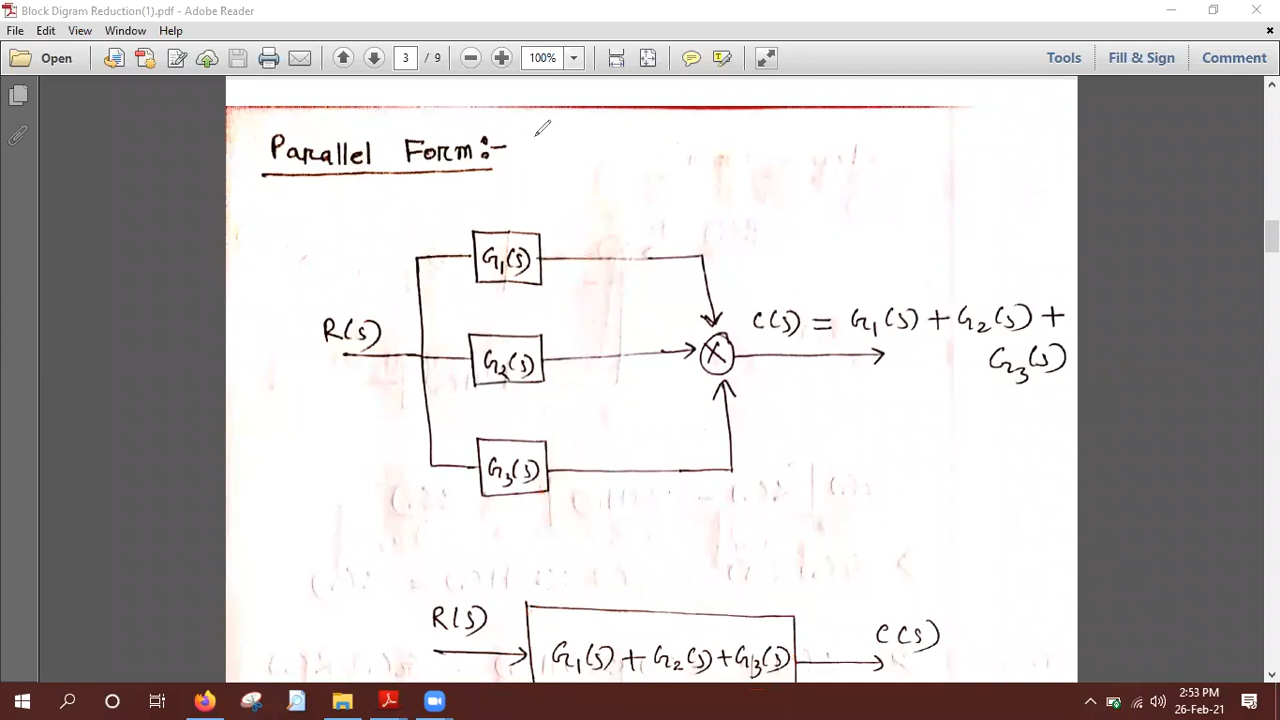 Block Digram Reduction(1).pdf - Adobe Reader
File Edit View Window Help
Open 3 / 9 100% Tools Fill & Sign Comment
Parallel Form:-
G1(s)
R(s)
G2(s)
C(s) = G1(s) + G2(s) +
G3(s)
G3(s)
R(s)
G1(s) + G2(s) + G3(s)
C(s)
2:53 PM
26-Feb-21